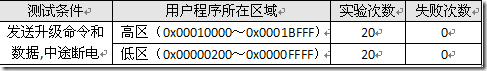 测试条件 用户程序所在区域 实验次数 失败次数
发送升级命令和 高区（0x00010000～0x0001BFFF） 20 0
数据,中途断电 低区（0x00000200～0x0000FFFF） 20 0